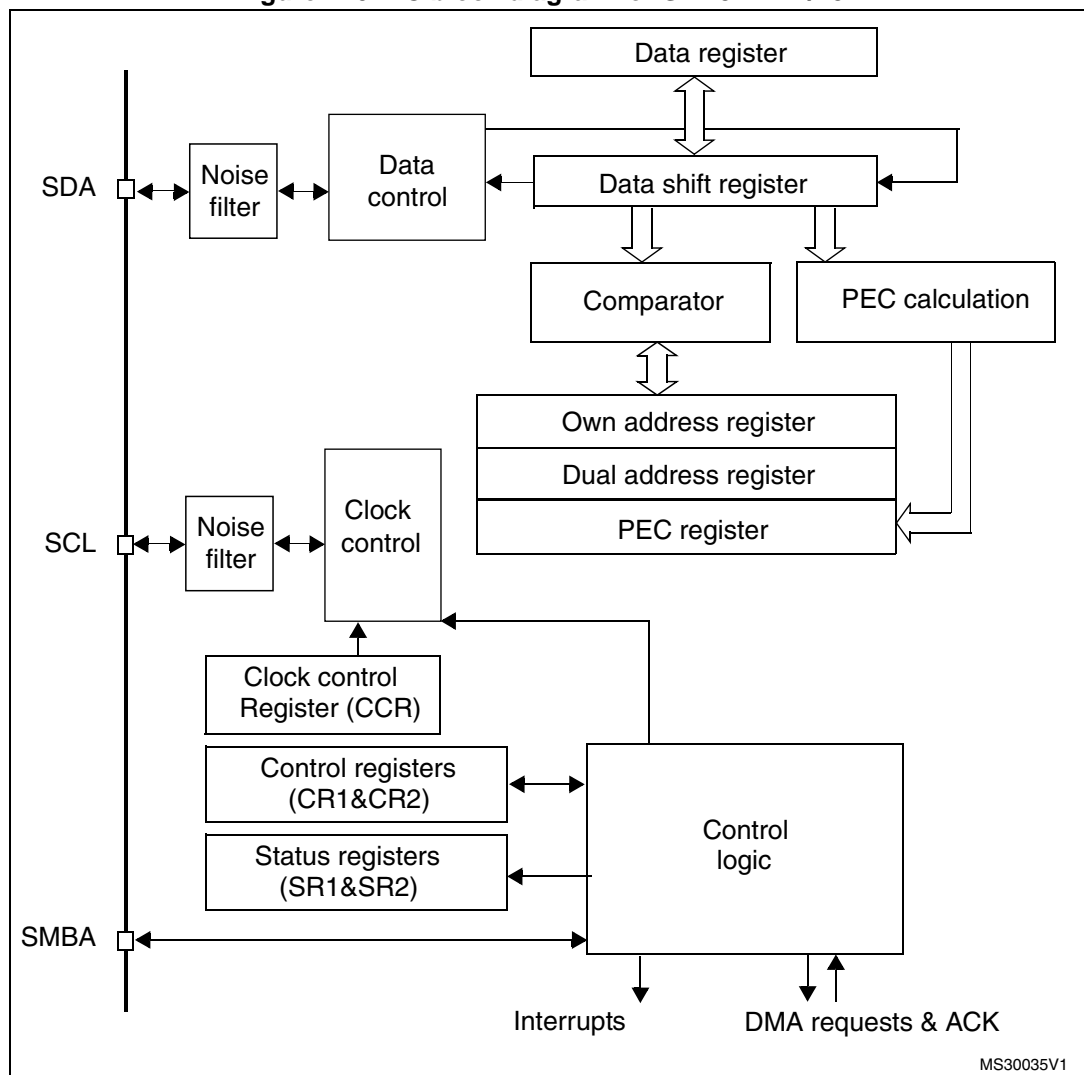 Data register
Data
control
Noise
filter
SDA
Data shift register
Comparator
PEC calculation
Own address register
Dual address register
PEC register
Clock
control
Noise
filter
SCL
Clock control
Register (CCR)
Control registers
(CR1&CR2)
Status registers
(SR1&SR2)
Control
logic
SMBA
Interrupts
DMA requests & ACK
MS30035V1